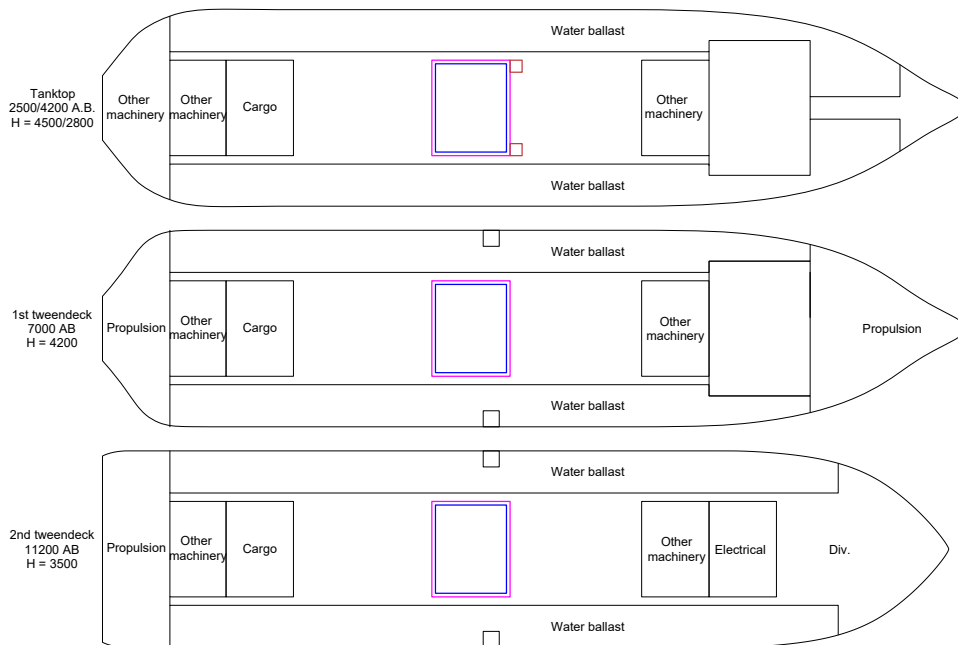 Water ballast
Tanktop
2500/4200 A.B.
H = 4500/2800
Other
machinery
Other
machinery
Cargo
Other
machinery
Water ballast
Water ballast
1st tweendeck
7000 AB
H = 4200
Propulsion
Other
machinery
Cargo
Other
machinery
Propulsion
Water ballast
Water ballast
2nd tweendeck
11200 AB
H = 3500
Propulsion
Other
machinery
Cargo
Other
machinery
Electrical
Div.
Water ballast